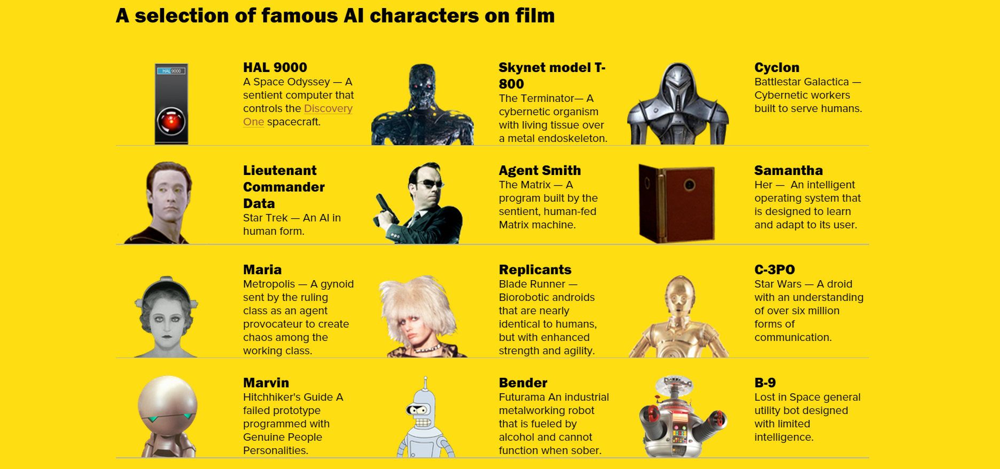 A selection of famous AI characters on film
HAL 9000
HAL 9000
A Space Odyssey — A
sentient computer that
controls the Discovery
One spacecraft.
Skynet model T-
800
The Terminator— A
cybernetic organism
with living tissue over
a metal endoskeleton.
Cyclon
Battlestar Galactica —
Cybernetic workers
built to serve humans.
Lieutenant
Commander
Data
Star Trek — An AI in
human form.
Agent Smith
The Matrix — A
program built by the
sentient, human-fed
Matrix machine.
Samantha
Her —  An intelligent
operating system that
is designed to learn
and adapt to its user.
Maria
Metropolis — A gynoid
sent by the ruling
class as an agent
provocateur to create
chaos among the
working class.
Replicants
Blade Runner —
Biorobotic androids
that are nearly
identical to humans,
but with enhanced
strength and agility.
C-3PO
Star Wars — A droid
with an understanding
of over six million
forms of
communication.
Marvin
Hitchhiker's Guide A
failed prototype
programmed with
Genuine People
Personalities.
Bender
Futurama An industrial
metalworking robot
that is fueled by
alcohol and cannot
function when sober.
B-9
Lost in Space general
utility bot designed
with limited
intelligence.